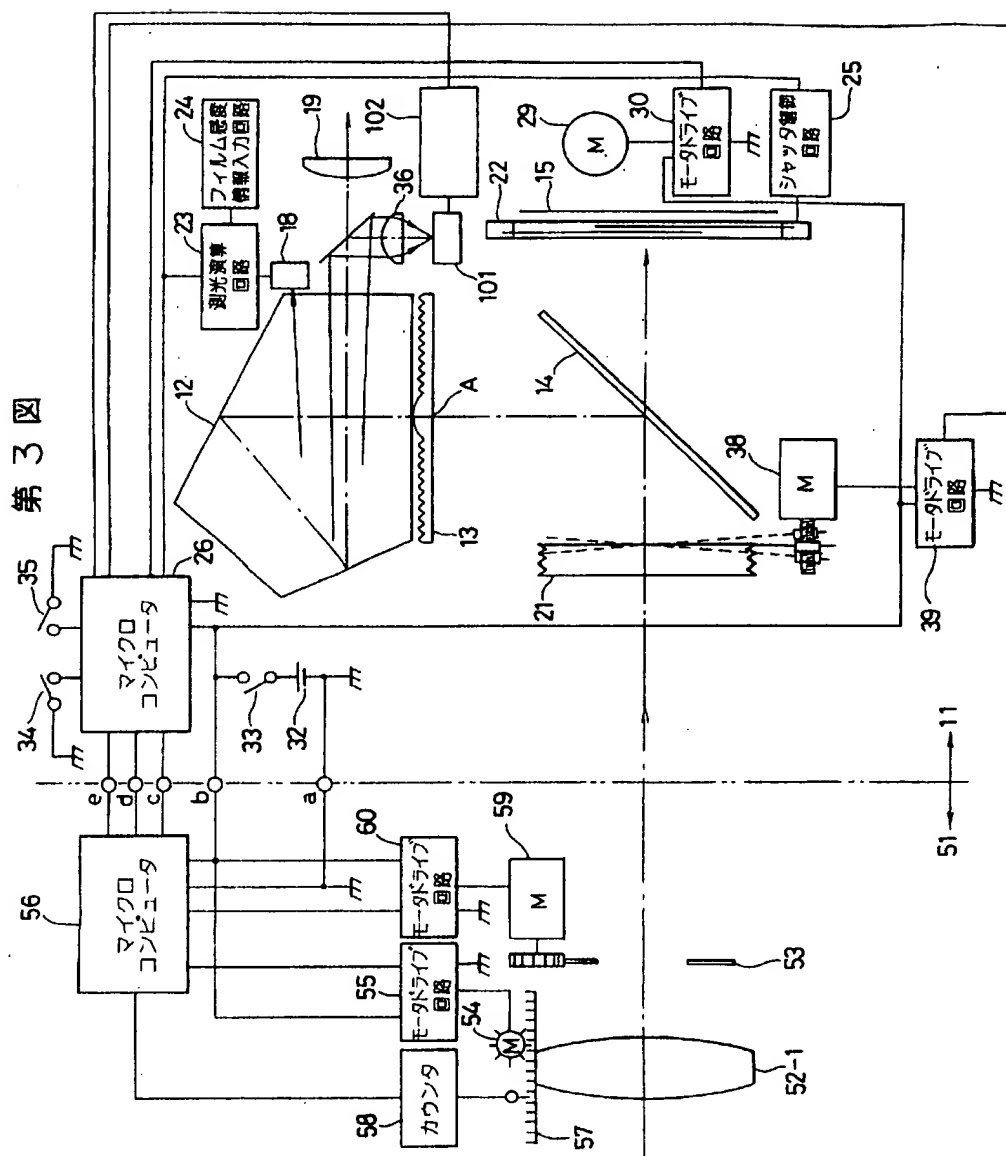 第3図
34
35
マイクロ
コンピュータ
26
56
マイクロ
コンピュータ
e
d
c
b
a
33
32
12
13
A
23
測光演算
回路
24
フィルム感度
情報入力回路
18
19
36
101
102
14
22
15
29
M
30
モータドライブ
回路
25
シャッタ制御
回路
21
38
M
39
モータドライブ
回路
51
11
58
カウンタ
57
54
M
55
モータドライブ
回路
60
モータドライブ
回路
59
M
53
52-1